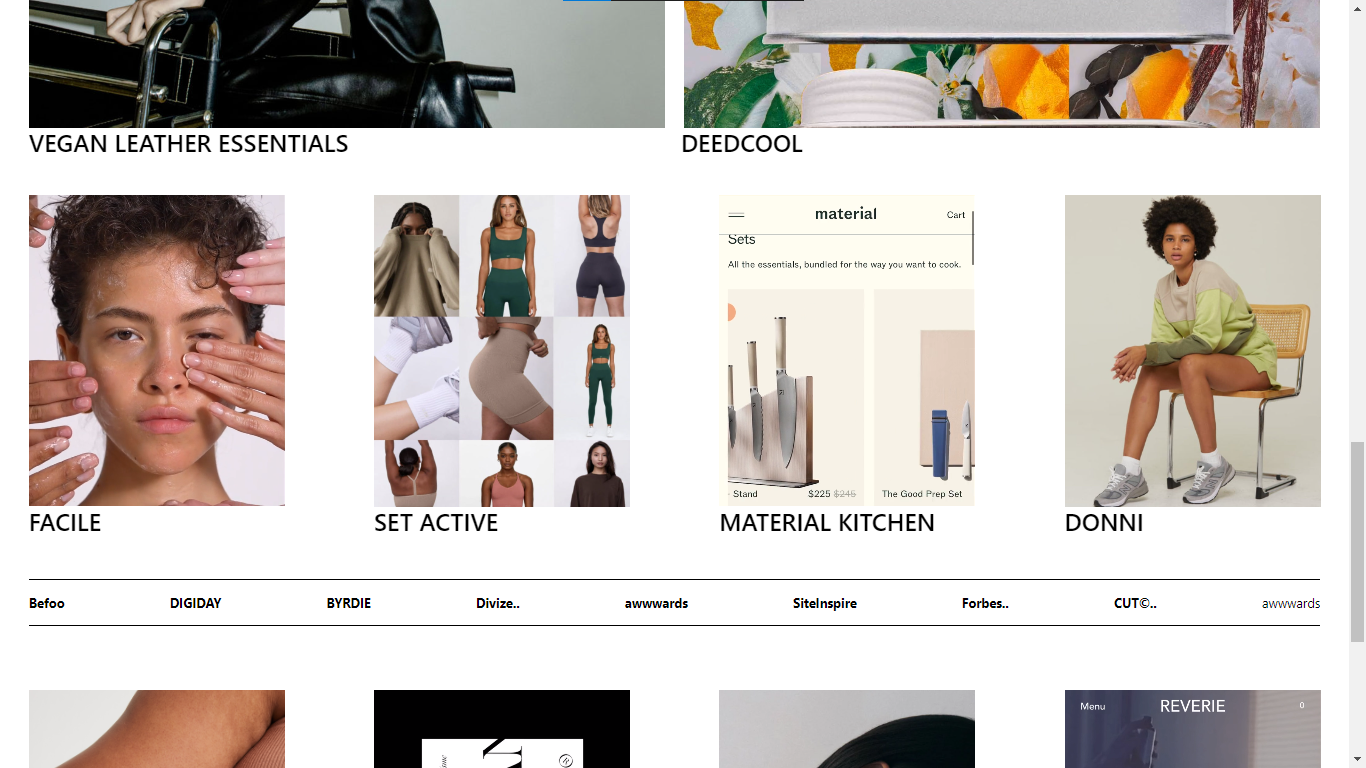 VEGAN LEATHER ESSENTIALS
DEEDCOOL
material
Cart
Sets
All the essentials, bundled for the way you want to cook.
Stand
$225 $245
The Good Prep Set
FACILE
SET ACTIVE
MATERIAL KITCHEN
DONNI
Befoo
DIGIDAY
BYRDIE
Divize..
awwwards
SiteInspire
Forbes..
CUT©..
awwwards
Menu
REVERIE
0